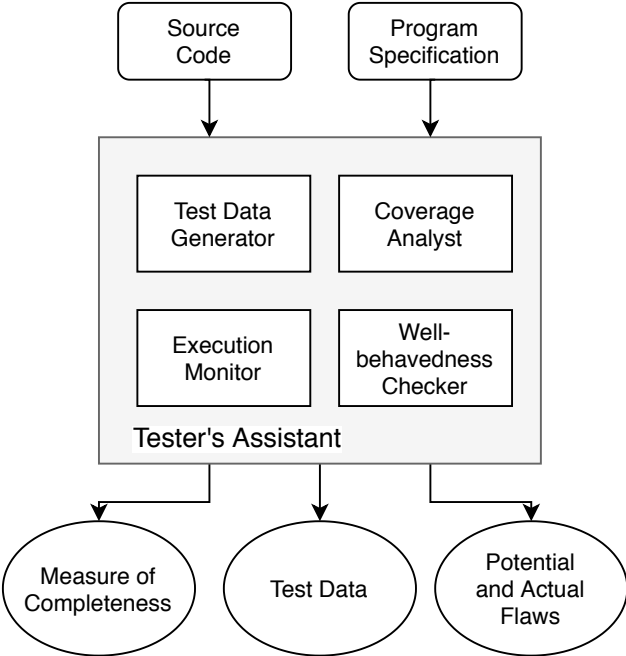 Source
Code
Program
Specification
Test Data
Generator
Coverage
Analyst
Execution
Monitor
Well-
behavedness
Checker
Tester's Assistant
Measure of
Completeness
Test Data
Potential
and Actual
Flaws